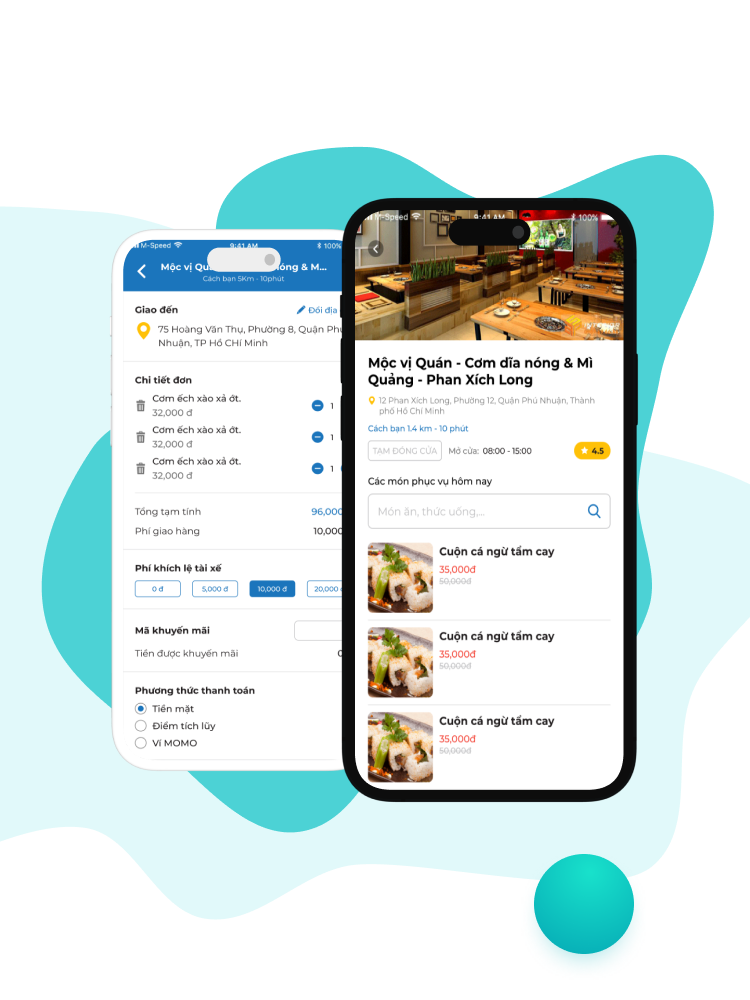 M-Speed
9:41 AM
100%
Mộc vị Quán nóng & M...
Cách bạn 5Km - 10phút
Giao đến
Đổi địa
75 Hoàng Văn Thụ, Phường 8, Quận Phú
Nhuận, TP Hồ CHí Minh
Chi tiết đơn
Cơm ếch xào xả ớt.
32,000 đ
1
Cơm ếch xào xả ớt.
32,000 đ
1
Cơm ếch xào xả ớt.
32,000 đ
1
Tổng tạm tính 96,000
Phí giao hàng 10,000
Phí khích lệ tài xế
0 đ 5,000 đ 10,000 đ 20,000
Mã khuyến mãi
Tiền được khuyến mãi 0
Phương thức thanh toán
Tiền mặt
Điểm tích lũy
Ví MOMO
M-Speed
9:41 AM
100%
Mộc vị Quán - Cơm dĩa nóng & Mì
Quảng - Phan Xích Long
12 Phan Xích Long, Phường 12, Quận Phú Nhuận, Thành
phố Hồ Chí Minh
Cách bạn 1.4 km - 10 phút
TẠM ĐÓNG CỬA Mở cửa: 08:00 - 15:00 4.5
Các món phục vụ hôm nay
Món ăn, thức uống,...
Cuộn cá ngừ tẩm cay
35,000đ
50,000đ
Cuộn cá ngừ tẩm cay
35,000đ
50,000đ
Cuộn cá ngừ tẩm cay
35,000đ
50,000đ